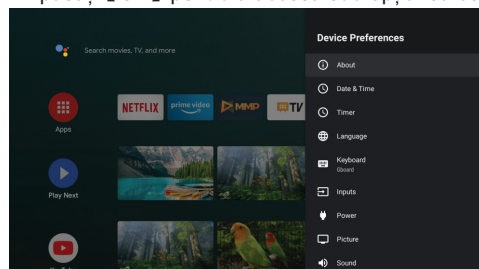 Device Preferences
Search movies, TV, and more
About
Date & Time
Timer
Language
Keyboard
Gboard
Inputs
Power
Picture
Sound
NETFLIX
prime video
MMP
TV
Apps
Play Next